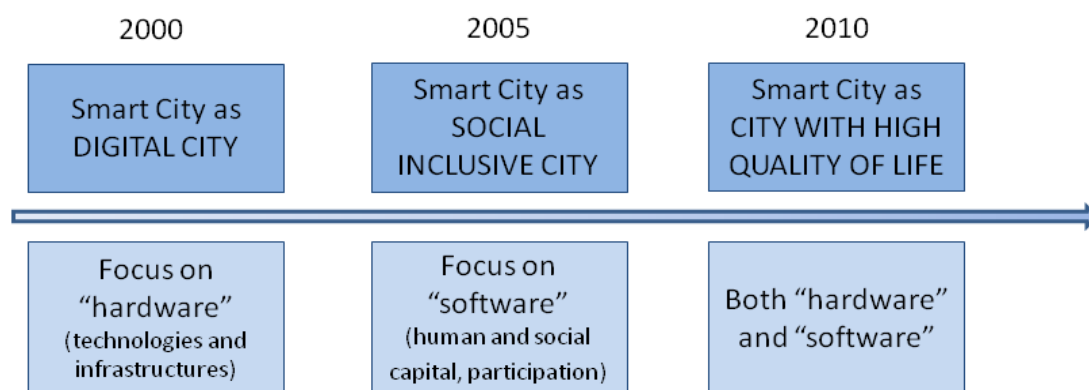 2000
2005
2010
Smart City as
DIGITAL CITY
Smart City as
SOCIAL
INCLUSIVE CITY
Smart City as
CITY WITH HIGH
QUALITY OF LIFE
Focus on
“hardware”
(technologies and
infrastructures)
Focus on
“software”
(human and social
capital, participation)
Both “hardware”
and “software”